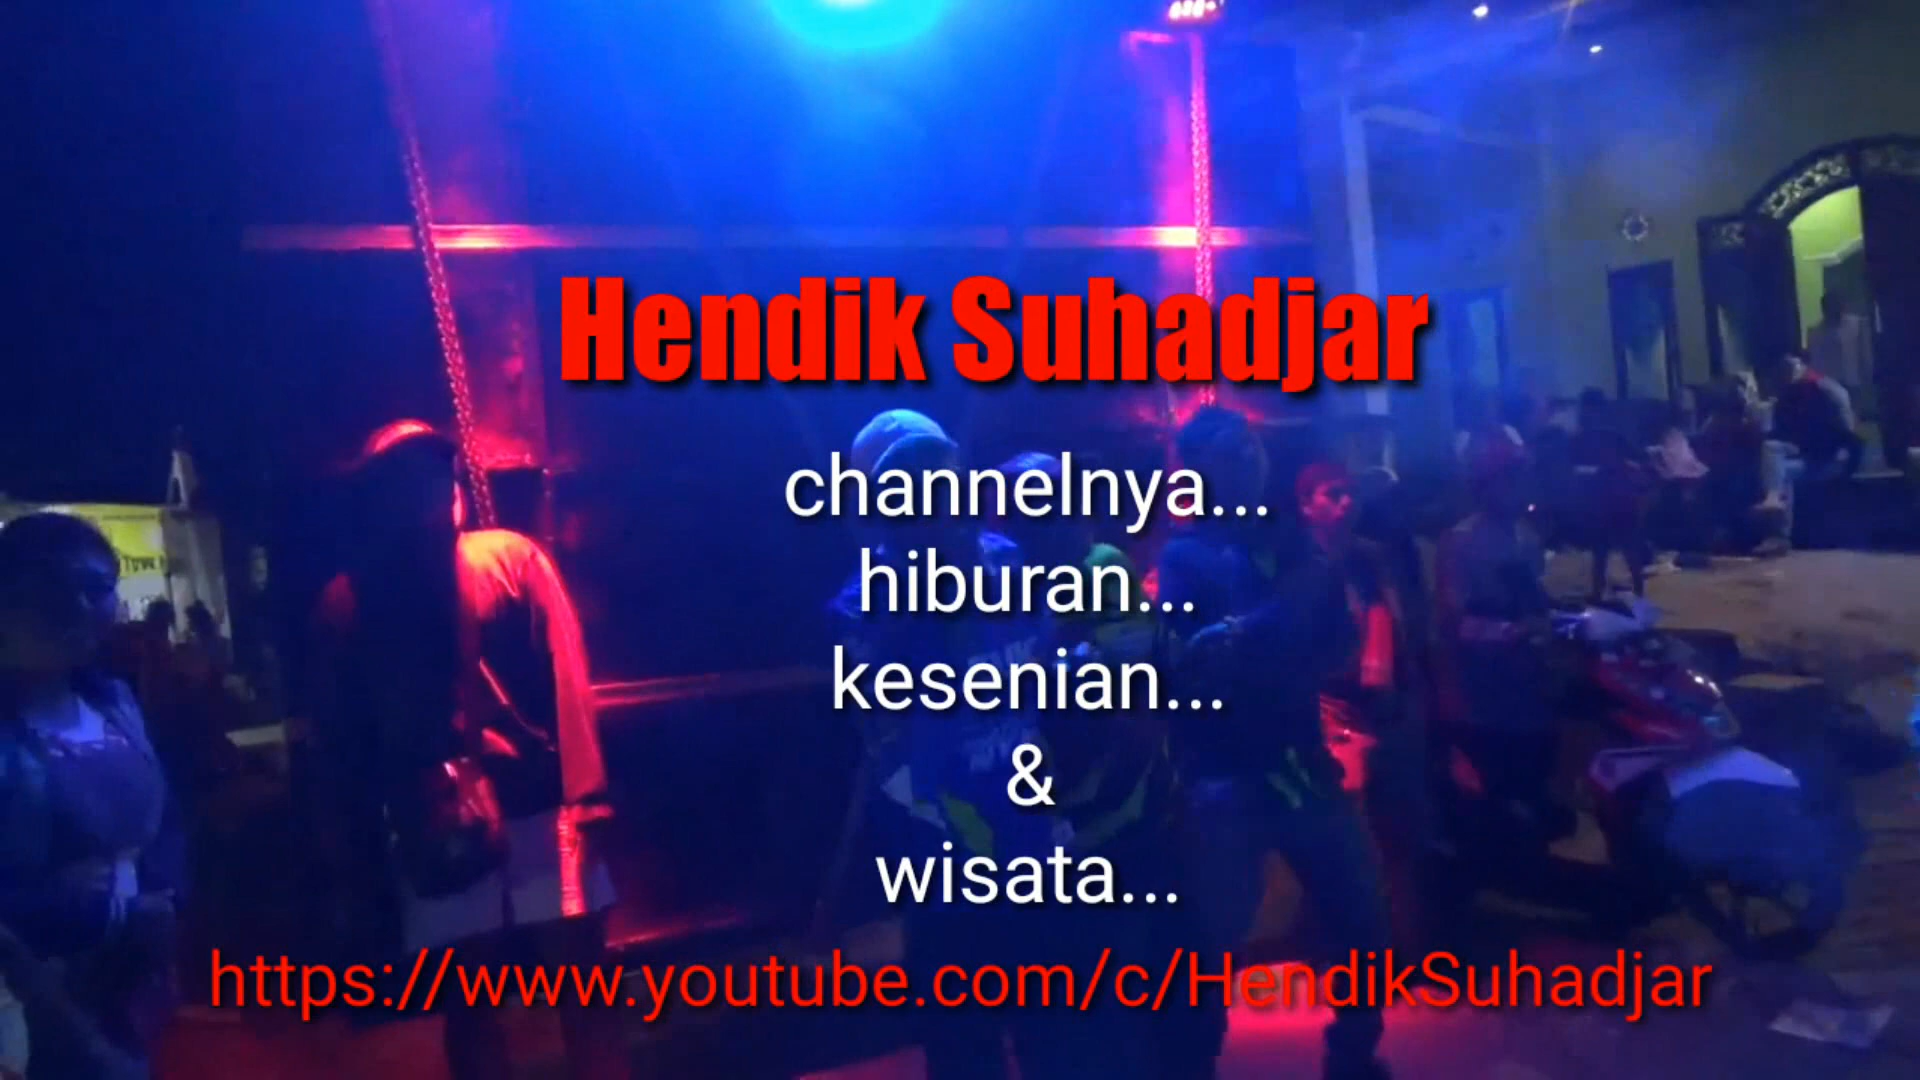 Hendik Suhadjar
channelnya...
hiburan...
kesenian...
&
wisata...
https://www.youtube.com/c/HendikSuhadjar